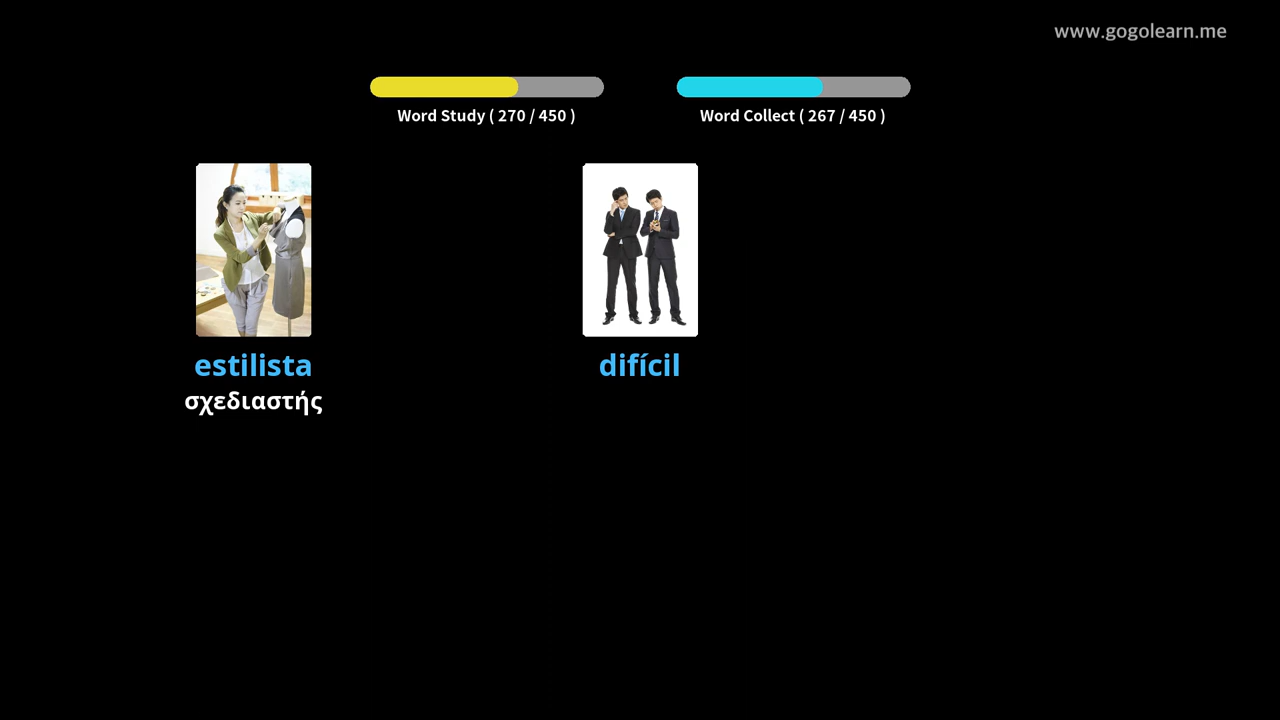 www.gogolearn.me
Word Study ( 270 / 450 )
Word Collect ( 267 / 450 )
estilista
σχεδιαστής
difícil